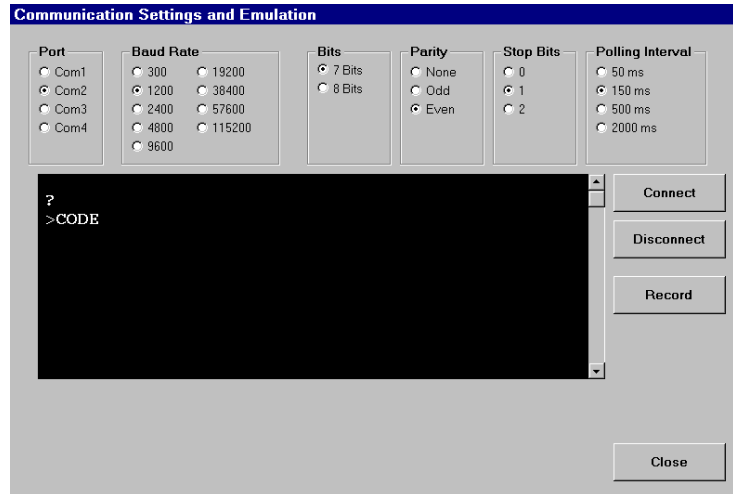 Communication Settings and Emulation
Port Baud Rate Bits Parity Stop Bits Polling Interval
Com1 300 19200 7 Bits None 0 50 ms
Com2 1200 38400 8 Bits Odd 1 150 ms
Com3 2400 57600 Even 2 500 ms
Com4 4800 115200 2000 ms
9600
?
>CODE
Connect
Disconnect
Record
Close